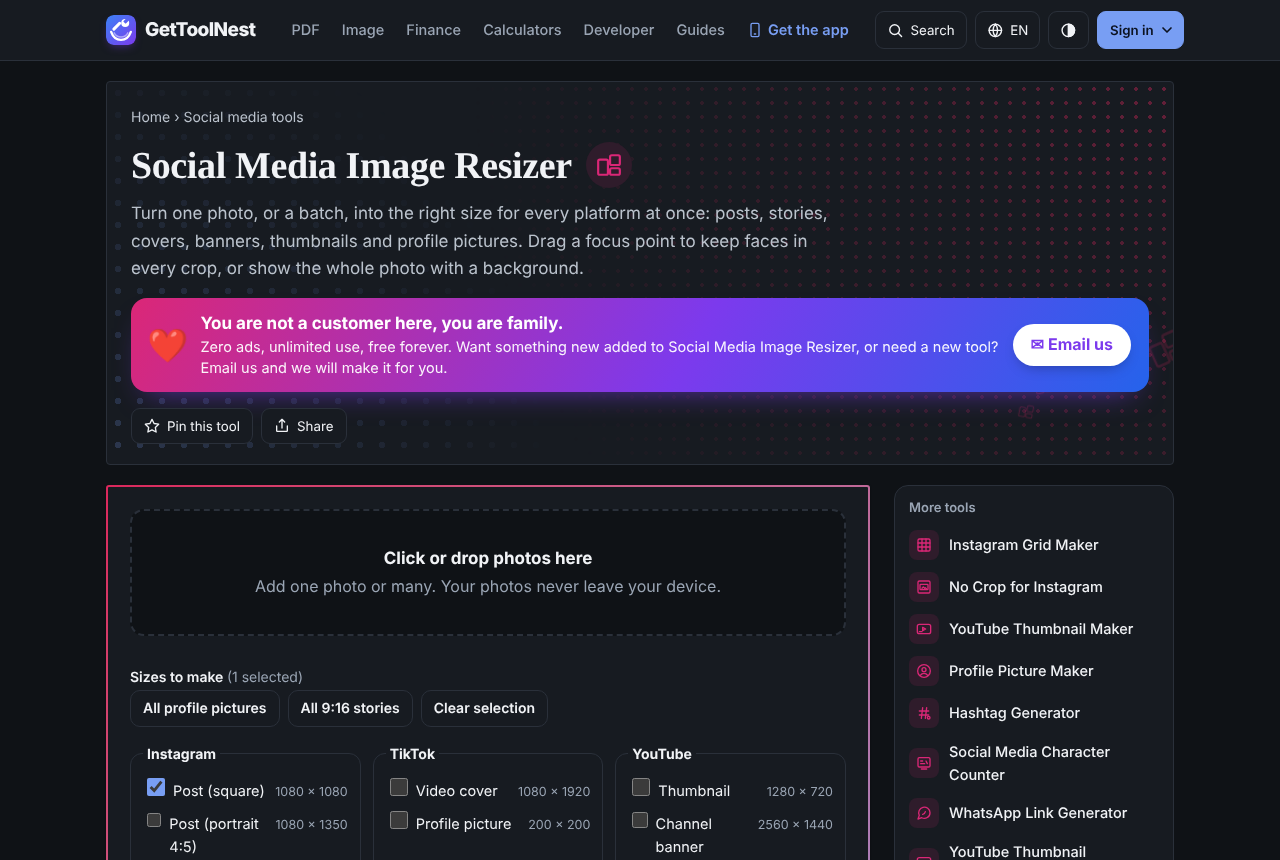 GetToolNest
PDF
Image
Finance
Calculators
Developer
Guides
Get the app
Search
EN
Sign in
Home › Social media tools
Social Media Image Resizer
Turn one photo, or a batch, into the right size for every platform at once: posts, stories,
covers, banners, thumbnails and profile pictures. Drag a focus point to keep faces in
every crop, or show the whole photo with a background.
You are not a customer here, you are family.
Zero ads, unlimited use, free forever. Want something new added to Social Media Image Resizer, or need a new tool?
Email us and we will make it for you.
✉ Email us
Pin this tool
Share
Click or drop photos here
Add one photo or many. Your photos never leave your device.
Sizes to make (1 selected)
All profile pictures
All 9:16 stories
Clear selection
Instagram
Post (square) 1080 × 1080
Post (portrait 1080 × 1350
4:5)
TikTok
Video cover 1080 × 1920
Profile picture 200 × 200
YouTube
Thumbnail 1280 × 720
Channel 2560 × 1440
banner
More tools
Instagram Grid Maker
No Crop for Instagram
YouTube Thumbnail Maker
Profile Picture Maker
Hashtag Generator
Social Media Character
Counter
WhatsApp Link Generator
YouTube Thumbnail